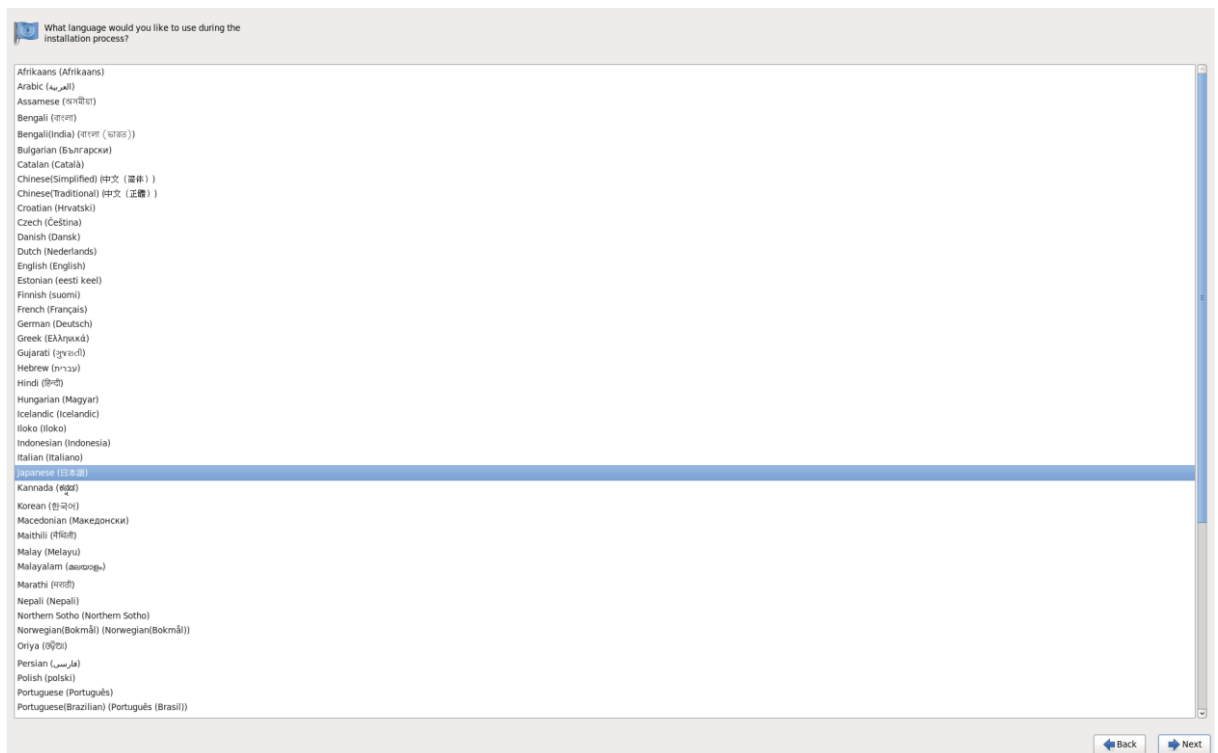 What language would you like to use during the
installation process?
Afrikaans (Afrikaans)
Arabic (العربية)
Assamese (অসমীয়া)
Bengali (বাংলা)
Bengali(India) (বাংলা (ভারত))
Bulgarian (Български)
Catalan (Català)
Chinese(Simplified) (中文（简体）)
Chinese(Traditional) (中文（正體）)
Croatian (Hrvatski)
Czech (Čeština)
Danish (Dansk)
Dutch (Nederlands)
English (English)
Estonian (eesti keel)
Finnish (suomi)
French (Français)
German (Deutsch)
Greek (Ελληνικά)
Gujarati (ગુજરાતી)
Hebrew (עברית)
Hindi (हिन्दी)
Hungarian (Magyar)
Icelandic (Icelandic)
Iloko (Iloko)
Indonesian (Indonesia)
Italian (Italiano)
Japanese (日本語)
Kannada (ಕನ್ನಡ)
Korean (한국어)
Macedonian (Македонски)
Maithili (मैथिली)
Malay (Melayu)
Malayalam (മലയാളം)
Marathi (मराठी)
Nepali (Nepali)
Northern Sotho (Northern Sotho)
Norwegian(Bokmål) (Norwegian(Bokmål))
Oriya (ଓଡ଼ିଆ)
Persian (فارسی)
Polish (polski)
Portuguese (Português)
Portuguese(Brazilian) (Português (Brasil))
Back
Next